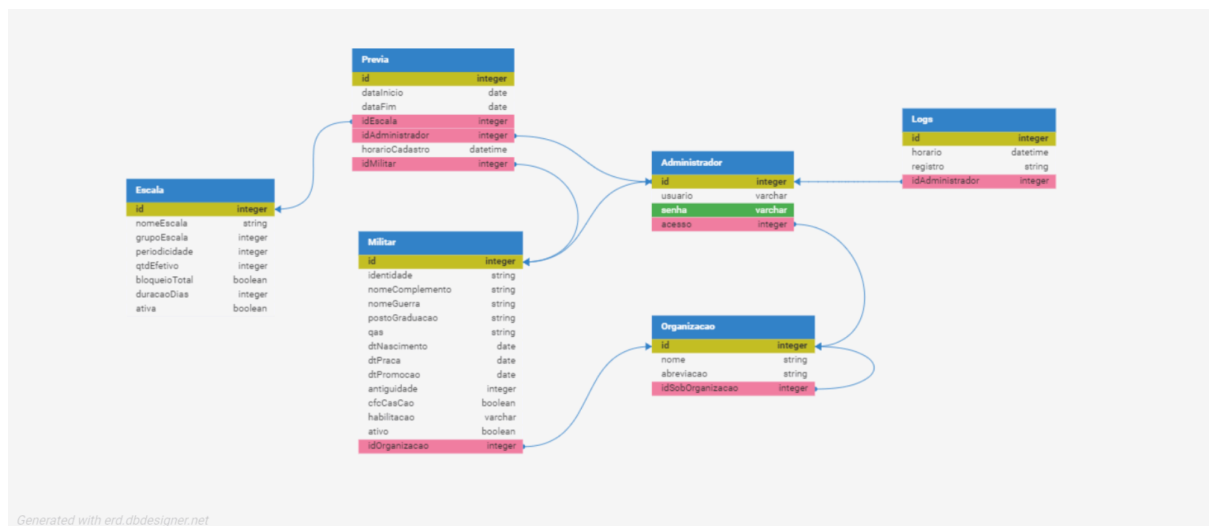 Previa
id integer
dataInicio date
dataFim date
idEscala integer
idAdministrador integer
horarioCadastro datetime
idMilitar integer
Logs
id integer
horario datetime
registro string
idAdministrador integer
Administrador
id integer
usuario varchar
senha varchar
acesso integer
Escala
id integer
nomeEscala string
grupoEscala integer
periodicidade integer
qtdEfetivo integer
bloqueioTotal boolean
duracaoDias integer
ativa boolean
Militar
id integer
identidade string
nomeComplemento string
nomeGuerra string
postoGraduacao string
qas string
dtNascimento date
dtPraca date
dtPromocao date
antiguidade integer
cfcCasCao boolean
habilitacao varchar
ativo boolean
idOrganizacao integer
Organizacao
id integer
nome string
abreviacao string
idSobOrganizacao integer
Generated with erd.dbdesigner.net